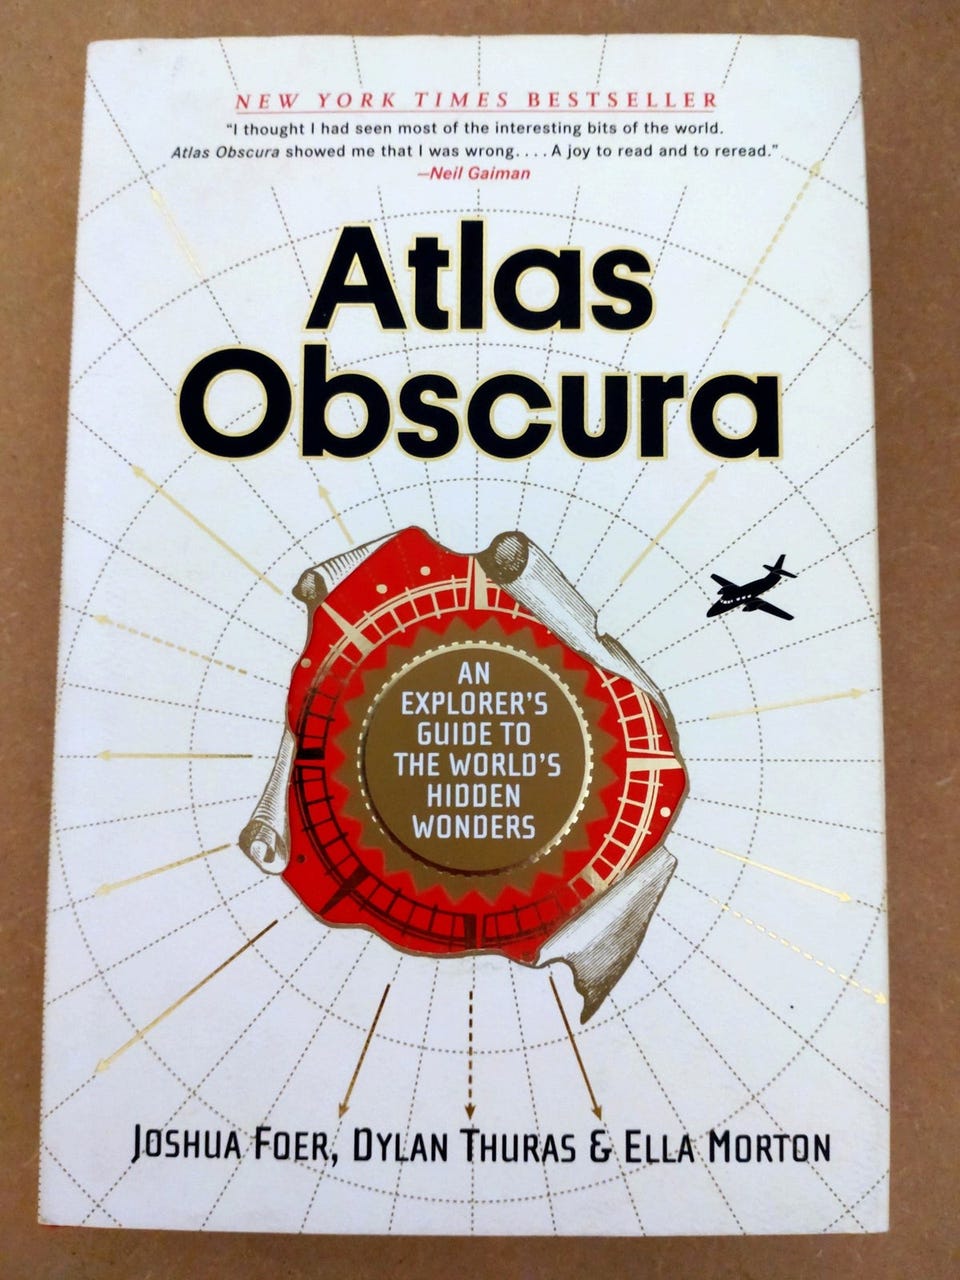 NEW YORK TIMES BESTSELLER
“I thought I had seen most of the interesting bits of the world.
Atlas Obscura showed me that I was wrong. . . . A joy to read and to reread.”
—Neil Gaiman
Atlas
Obscura
AN
EXPLORER'S
GUIDE TO
THE WORLD'S
HIDDEN
WONDERS
JOSHUA FOER, DYLAN THURAS & ELLA MORTON